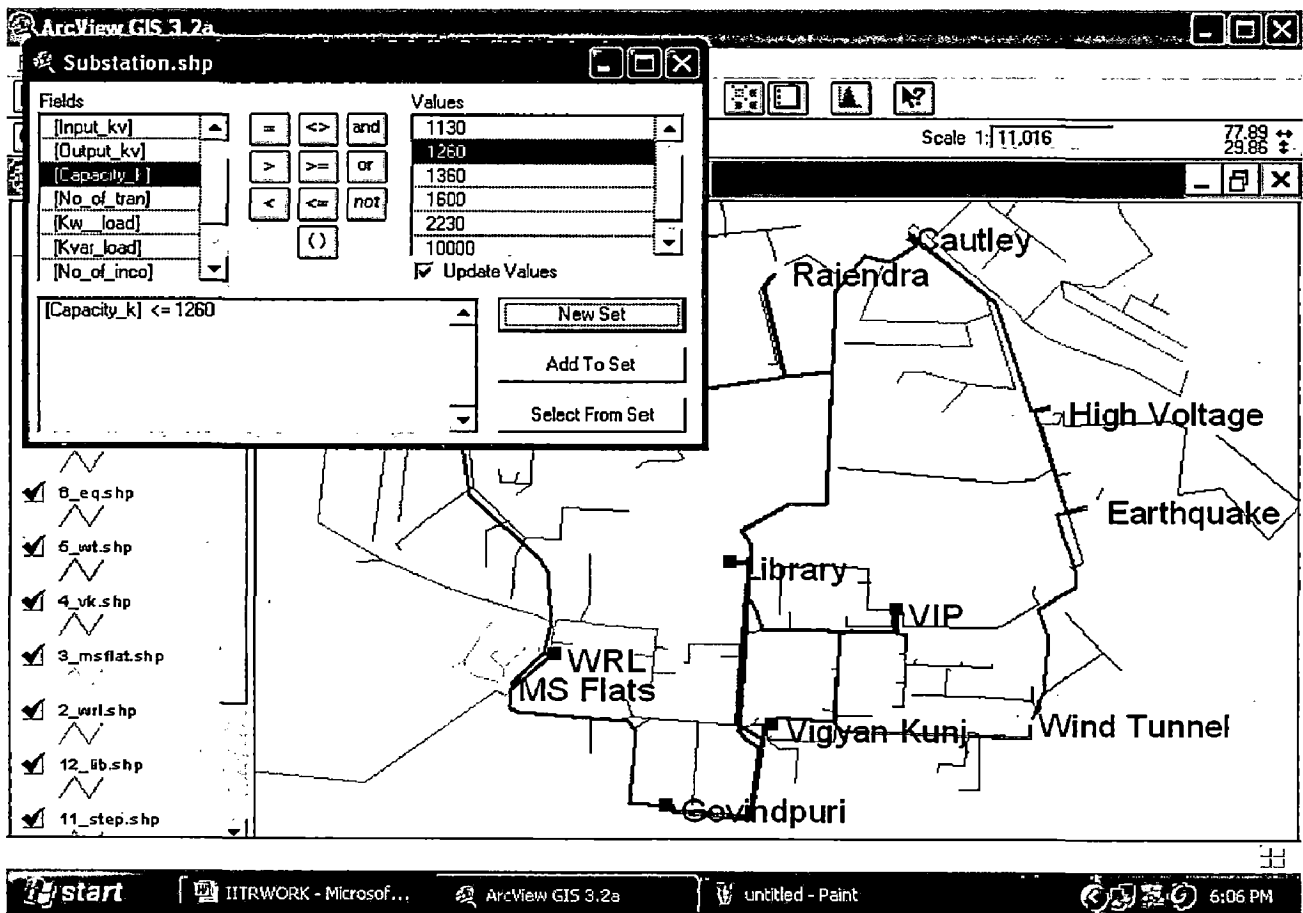 ArcView GIS 3.2a
Substation.shp
Fields
Values
[Input_kv]
[Output_kv]
[Capacity_k]
[No_of_tran]
[Kw__load]
[Kvar_load]
[No_of_inco]
= <> and
> >= or
< <= not
( )
1130
1260
1360
1600
2230
10000
Update Values
[Capacity_k] <= 1260
New Set
Add To Set
Select From Set
Scale 1: 11,016
77.89
29.86
Cautley
Rajendra
High Voltage
Earthquake
Library
VIP
WRL
MS Flats
Vigyan Kunj
Wind Tunnel
Govindpuri
5_wt.shp
4_vk.shp
3_msflat.shp
2_wrl.shp
12_lib.shp
11_step.shp
start
IITRWORK - Microsof...
ArcView GIS 3.2a
untitled - Paint
6:06 PM